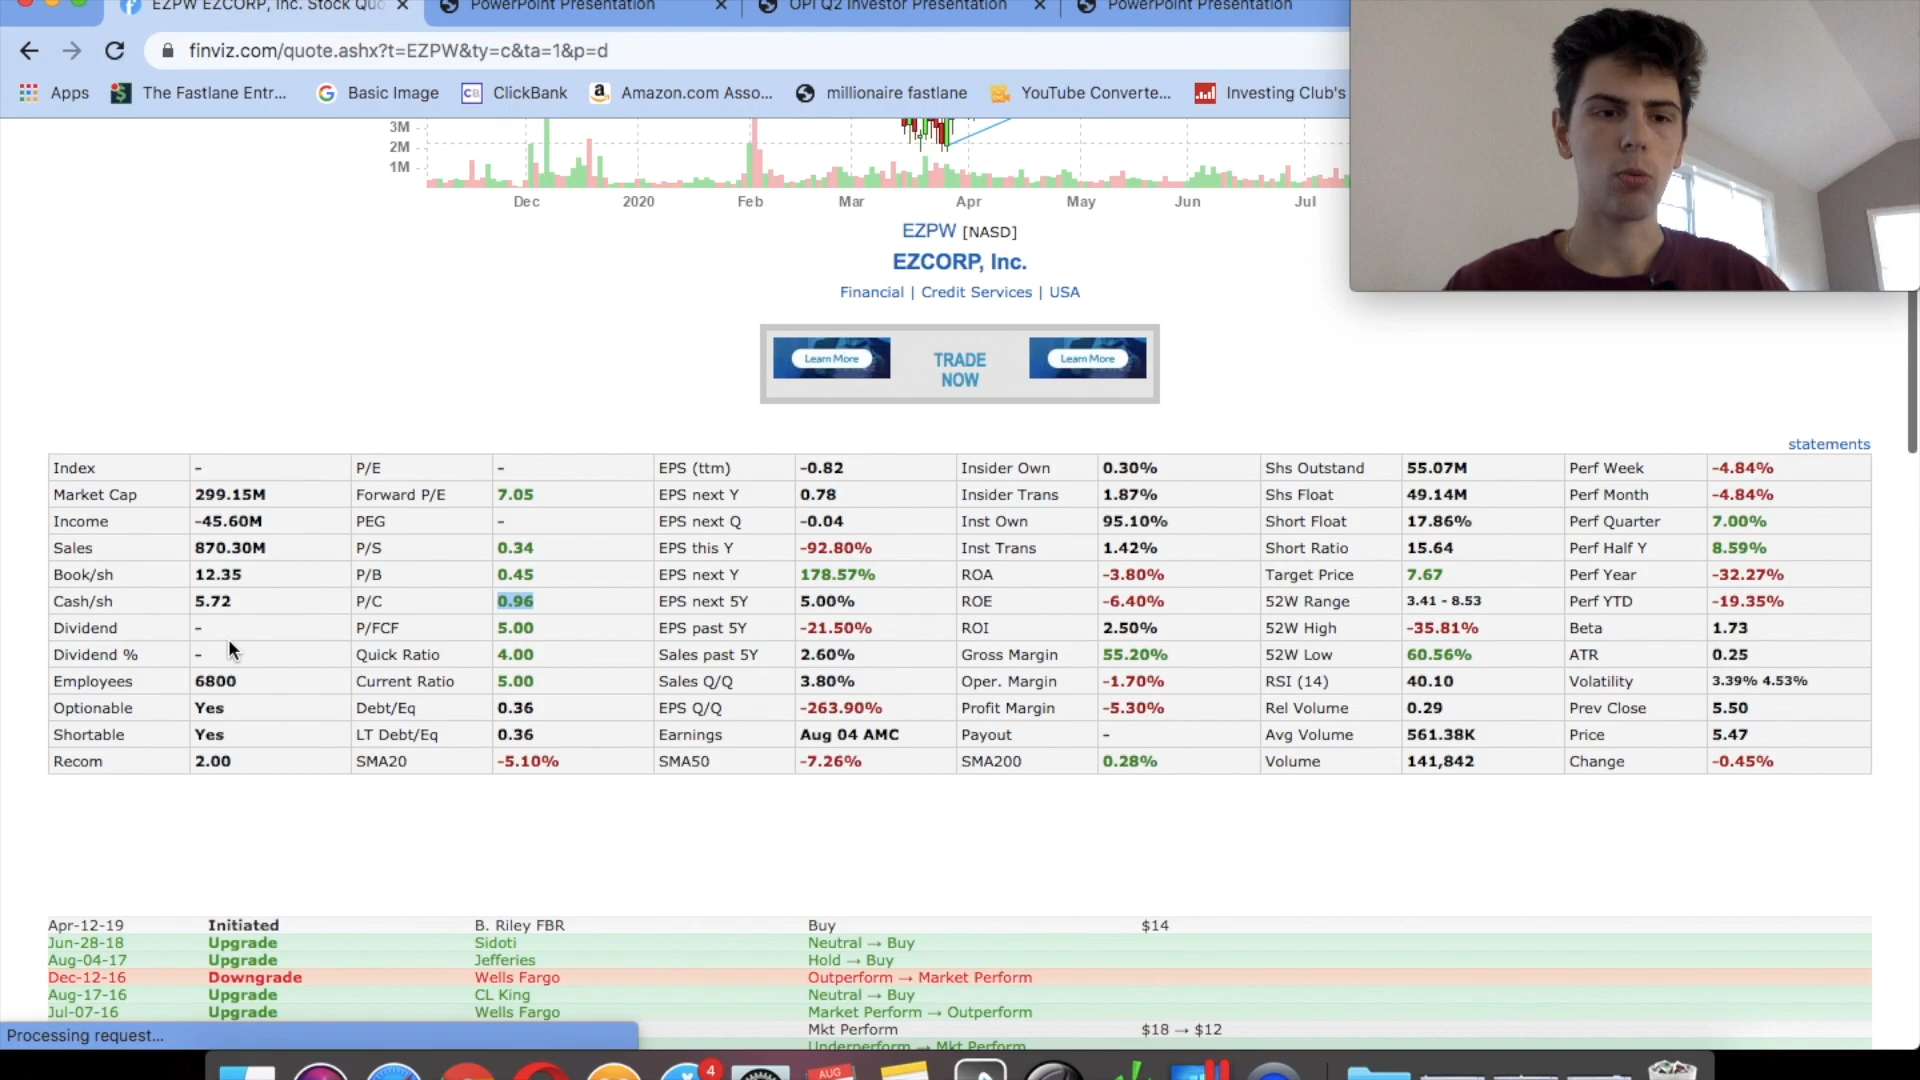 EZPW EZCORP, Inc. Stock Quo
PowerPoint Presentation
OPI Q2 Investor Presentation
PowerPoint Presentation
finviz.com/quote.ashx?t=EZPW&ty=c&ta=1&p=d
Apps
The Fastlane Entr...
Basic Image
CB ClickBank
Amazon.com Asso...
millionaire fastlane
YouTube Converte...
Investing Club's
3M
2M
1M
Dec 2020 Feb Mar Apr May Jun Jul
EZPW [NASD]
EZCORP, Inc.
Financial | Credit Services | USA
Learn More TRADE NOW Learn More
statements
Index - P/E - EPS (ttm) -0.82 Insider Own 0.30% Shs Outstand 55.07M Perf Week -4.84%
Market Cap 299.15M Forward P/E 7.05 EPS next Y 0.78 Insider Trans 1.87% Shs Float 49.14M Perf Month -4.84%
Income -45.60M PEG - EPS next Q -0.04 Inst Own 95.10% Short Float 17.86% Perf Quarter 7.00%
Sales 870.30M P/S 0.34 EPS this Y -92.80% Inst Trans 1.42% Short Ratio 15.64 Perf Half Y 8.59%
Book/sh 12.35 P/B 0.45 EPS next Y 178.57% ROA -3.80% Target Price 7.67 Perf Year -32.27%
Cash/sh 5.72 P/C 0.96 EPS next 5Y 5.00% ROE -6.40% 52W Range 3.41 - 8.53 Perf YTD -19.35%
Dividend - P/FCF 5.00 EPS past 5Y -21.50% ROI 2.50% 52W High -35.81% Beta 1.73
Dividend % - Quick Ratio 4.00 Sales past 5Y 2.60% Gross Margin 55.20% 52W Low 60.56% ATR 0.25
Employees 6800 Current Ratio 5.00 Sales Q/Q 3.80% Oper. Margin -1.70% RSI (14) 40.10 Volatility 3.39% 4.53%
Optionable Yes Debt/Eq 0.36 EPS Q/Q -263.90% Profit Margin -5.30% Rel Volume 0.29 Prev Close 5.50
Shortable Yes LT Debt/Eq 0.36 Earnings Aug 04 AMC Payout - Avg Volume 561.38K Price 5.47
Recom 2.00 SMA20 -5.10% SMA50 -7.26% SMA200 0.28% Volume 141,842 Change -0.45%
Apr-12-19 Initiated B. Riley FBR Buy $14
Jun-28-18 Upgrade Sidoti Neutral → Buy
Aug-04-17 Upgrade Jefferies Hold → Buy
Dec-12-16 Downgrade Wells Fargo Outperform → Market Perform
Aug-17-16 Upgrade CL King Neutral → Buy
Jul-07-16 Upgrade Wells Fargo Market Perform → Outperform
Mkt Perform $18 → $12
Processing request...
Underperform → Mkt Perform
4
AUG